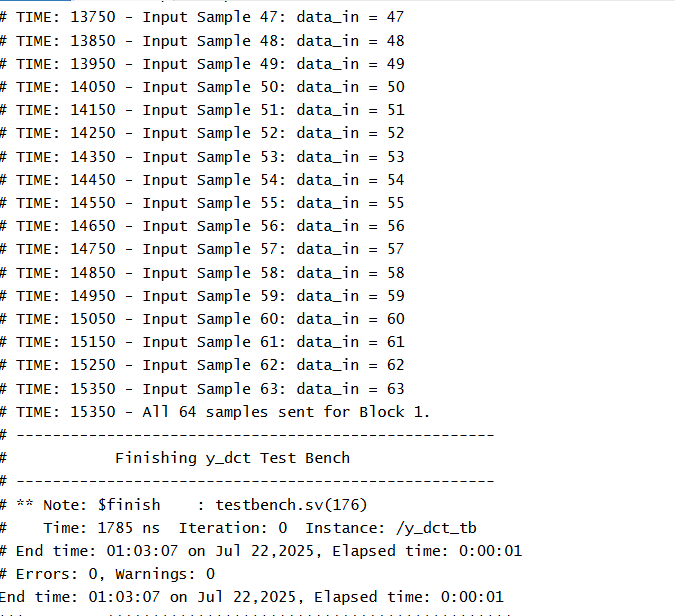 # TIME: 13750 - Input Sample 47: data_in = 47
# TIME: 13850 - Input Sample 48: data_in = 48
# TIME: 13950 - Input Sample 49: data_in = 49
# TIME: 14050 - Input Sample 50: data_in = 50
# TIME: 14150 - Input Sample 51: data_in = 51
# TIME: 14250 - Input Sample 52: data_in = 52
# TIME: 14350 - Input Sample 53: data_in = 53
# TIME: 14450 - Input Sample 54: data_in = 54
# TIME: 14550 - Input Sample 55: data_in = 55
# TIME: 14650 - Input Sample 56: data_in = 56
# TIME: 14750 - Input Sample 57: data_in = 57
# TIME: 14850 - Input Sample 58: data_in = 58
# TIME: 14950 - Input Sample 59: data_in = 59
# TIME: 15050 - Input Sample 60: data_in = 60
# TIME: 15150 - Input Sample 61: data_in = 61
# TIME: 15250 - Input Sample 62: data_in = 62
# TIME: 15350 - Input Sample 63: data_in = 63
# TIME: 15350 - All 64 samples sent for Block 1.
# -----------------------------------------------------
#            Finishing y_dct Test Bench
# -----------------------------------------------------
# ** Note: $finish    : testbench.sv(176)
#    Time: 1785 ns  Iteration: 0  Instance: /y_dct_tb
# End time: 01:03:07 on Jul 22,2025, Elapsed time: 0:00:01
# Errors: 0, Warnings: 0
End time: 01:03:07 on Jul 22,2025, Elapsed time: 0:00:01